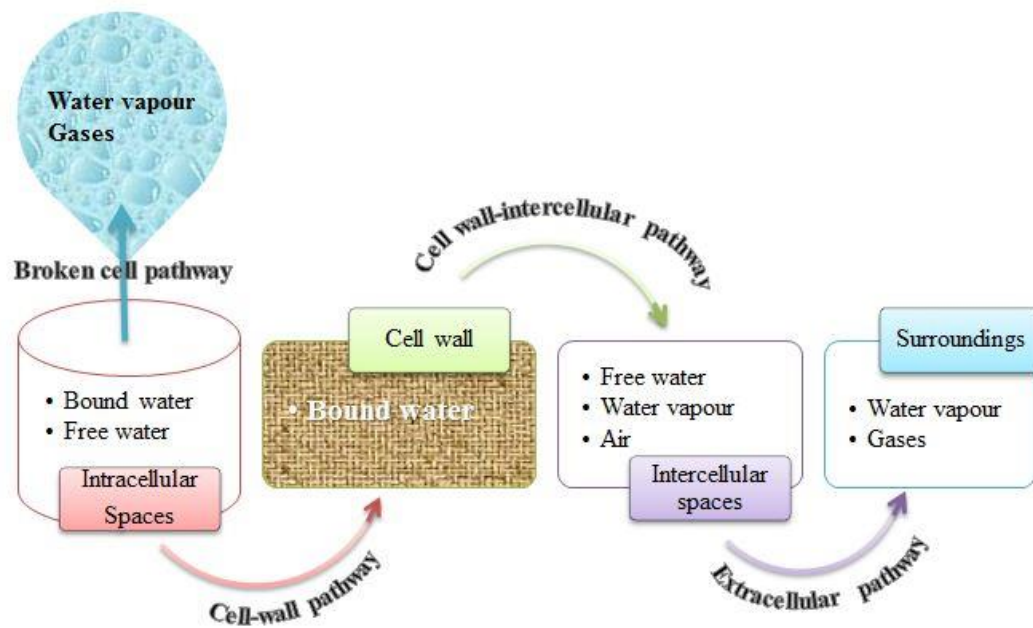 Water vapour
Gases
Broken cell pathway
• Bound water
• Free water
Intracellular
Spaces
Cell-wall pathway
Cell wall
• Bound water
Cell wall-intercellular pathway
• Free water
• Water vapour
• Air
Intercellular
spaces
Extracellular pathway
Surroundings
• Water vapour
• Gases